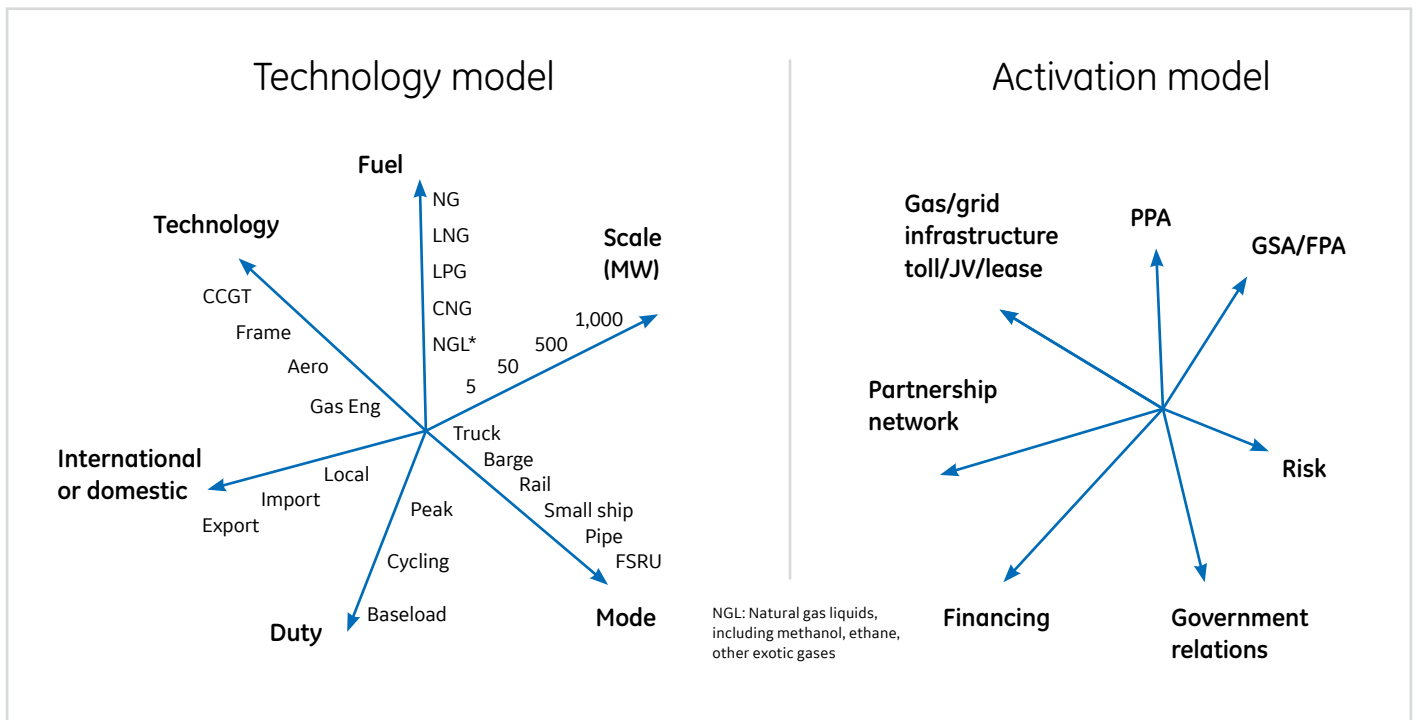 Technology model
Fuel
NG
LNG
LPG
CNG
NGL*
Technology
CCGT
Frame
Aero
Gas Eng
Scale
(MW)
1,000
500
50
5
International
or domestic
Local
Import
Export
Truck
Barge
Rail
Small ship
Pipe
FSRU
Mode
Peak
Cycling
Baseload
Duty
NGL: Natural gas liquids,
including methanol, ethane,
other exotic gases
Activation model
Gas/grid
infrastructure
toll/JV/lease
PPA
GSA/FPA
Partnership
network
Risk
Financing
Government
relations